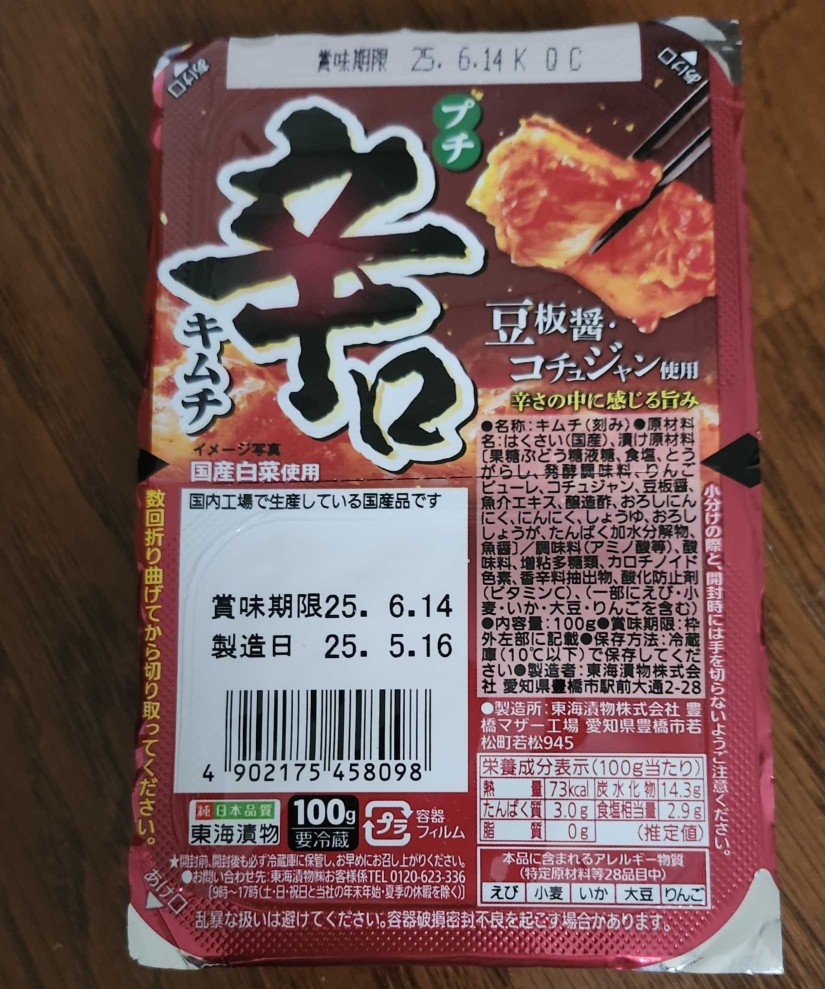 賞味期限 25. 6.14 K Q C
あけ口
あけ口
プチ
辛口
キムチ
豆板醤・
コチュジャン使用
辛さの中に感じる旨み
イメージ写真
国産白菜使用
国内工場で生産している国産品です
賞味期限25. 6.14
製造日 25. 5.16
4 902175 458098
純 日本品質
東海漬物
100g
要冷蔵
プラ
容器
フィルム
●名称:キムチ(刻み)●原材料
名:はくさい(国産)、漬け原材料
[果糖ぶどう糖液糖、食塩、とう
がらし、発酵調味料、りんご
ピューレ、コチュジャン、豆板醤、
魚介エキス、醸造酢、おろしにん
にく、にんにく、しょうゆ、おろし
しょうが、たんぱく加水分解物、
魚醤]/調味料(アミノ酸等)、酸
味料、増粘多糖類、カロチノイド
色素、香辛料抽出物、酸化防止剤
(ビタミンC)、(一部にえび・小
麦・いか・大豆・りんごを含む)
●内容量:100g●賞味期限:枠
外左部に記載●保存方法:冷蔵
庫(10℃以下)で保存してくだ
さい●製造者:東海漬物株式会
社 愛知県豊橋市駅前大通2-28
●製造所:東海漬物株式会社 豊
橋マザー工場 愛知県豊橋市若
松町若松945
栄養成分表示(100g当たり)
熱量 73kcal 炭水化物 14.3g
たんぱく質 3.0g 食塩相当量 2.9g
脂質 0g (推定値)
本品に含まれるアレルギー物質
(特定原材料等28品目中)
えび 小麦 いか 大豆 りんご
★開封前、開封後も必ず冷蔵庫に保管し、お早めにお召し上がりください。
●お問い合わせ先:東海漬物㈱お客様係TEL 0120-623-336
[9時~17時(土・日・祝日と当社の年末年始・夏季の休暇を除く)]
あけ口
乱暴な扱いは避けてください。容器破損密封不良を起こす場合があります。
数回折り曲げてから切り取ってください。
小分けの際と、開封時には手を切らないようご注意ください。